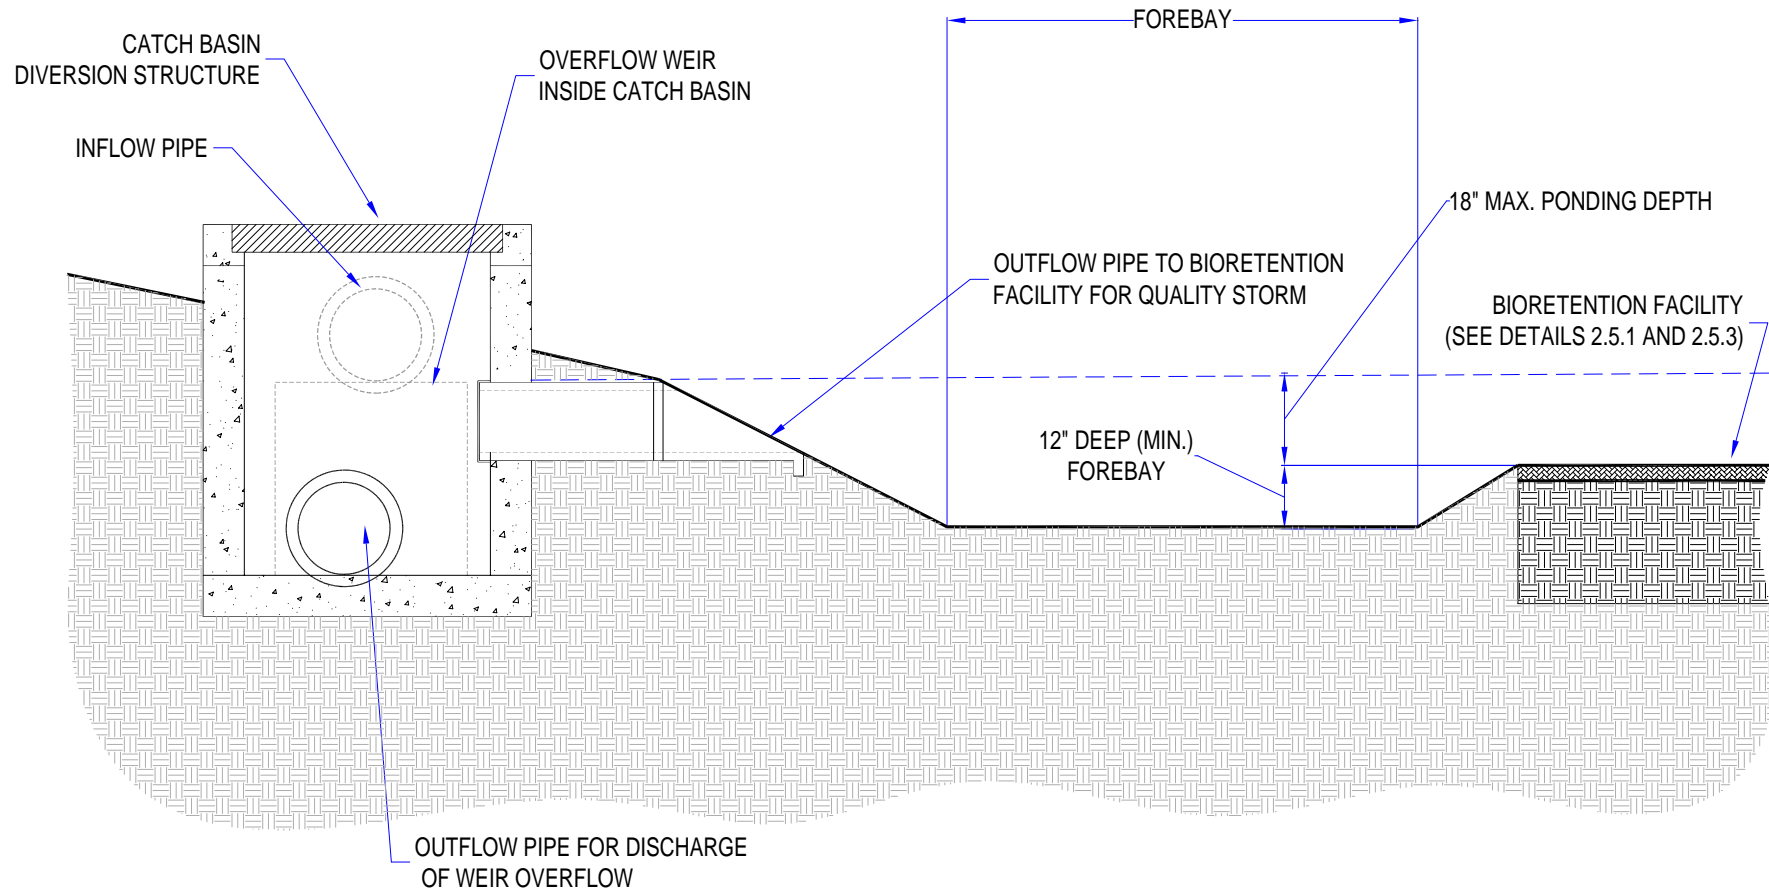 FOREBAY
CATCH BASIN
DIVERSION STRUCTURE
OVERFLOW WEIR
INSIDE CATCH BASIN
INFLOW PIPE
18" MAX. PONDING DEPTH
OUTFLOW PIPE TO BIORETENTION
FACILITY FOR QUALITY STORM
BIORETENTION FACILITY
(SEE DETAILS 2.5.1 AND 2.5.3)
12" DEEP (MIN.)
FOREBAY
OUTFLOW PIPE FOR DISCHARGE
OF WEIR OVERFLOW